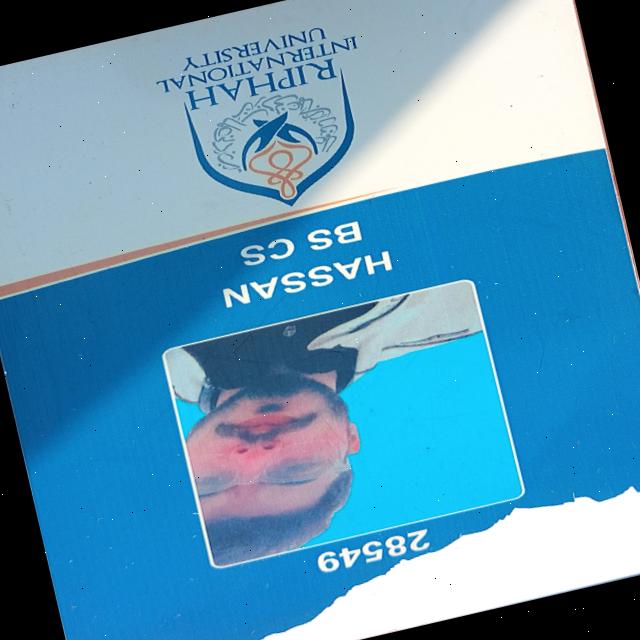 28549
HASSAN
BS CS
RIPHAH
INTERNATIONAL
UNIVERSITY